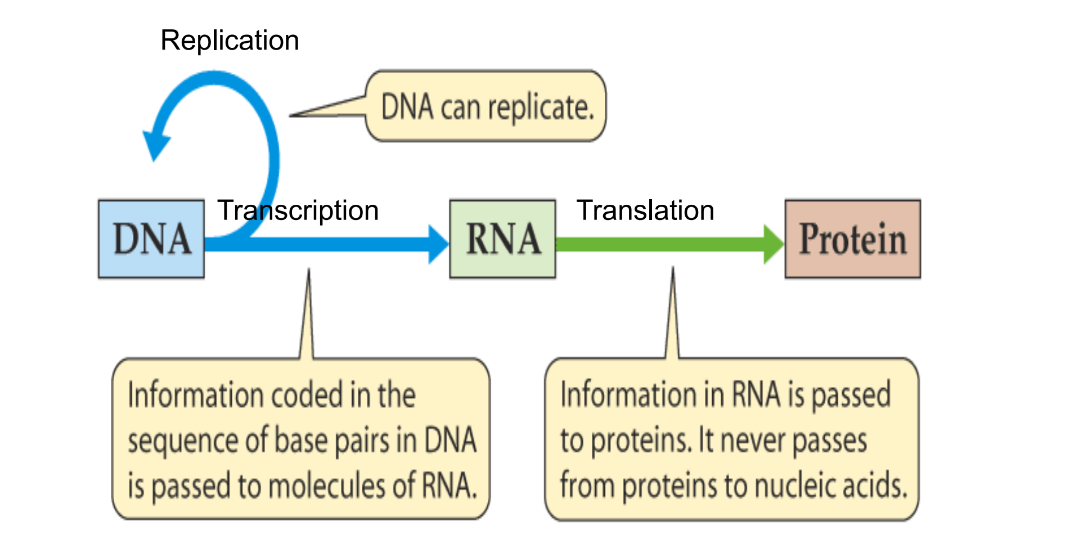 Replication
DNA can replicate.
DNA
Transcription
RNA
Translation
Protein
Information coded in the
sequence of base pairs in DNA
is passed to molecules of RNA.
Information in RNA is passed
to proteins. It never passes
from proteins to nucleic acids.